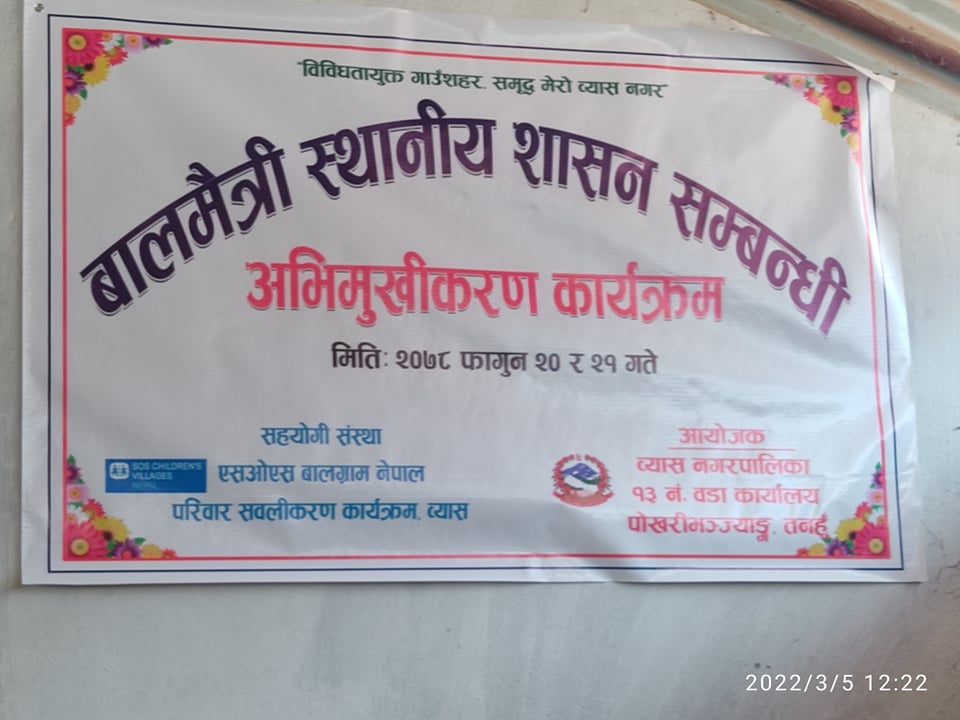 "विविधतायुक्त गाउँशहर, समृद्ध मेरो व्यास नगर"
बालमैत्री स्थानीय शासन सम्बन्धी
अभिमुखीकरण कार्यक्रम
मितिः २०७८ फागुन २० र २१ गते
सहयोगी संस्था
SOS CHILDREN'S
VILLAGES
NEPAL
एसओएस बालग्राम नेपाल
परिवार सवलीकरण कार्यक्रम, व्यास
आयोजक
व्यास नगरपालिका
१३ नं. वडा कार्यालय
पोखरीभञ्ज्याङ्ग, तनहुँ
2022/3/5 12:22